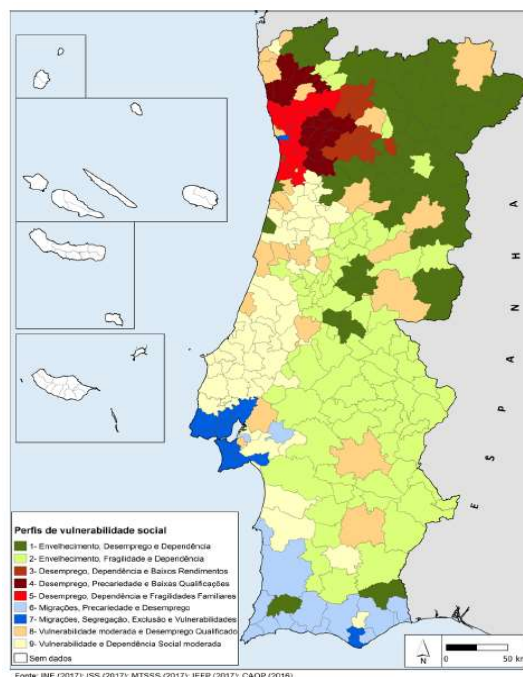 ESPANHA
Perfis de vulnerabilidade social
1- Envelhecimento, Desemprego e Dependência
2- Envelhecimento, Fragilidade e Dependência
3- Desemprego, Dependência e Baixos Rendimentos
4- Desemprego, Precariedade e Baixas Qualificações
5- Desemprego, Dependência e Fragilidades Familiares
6- Migrações, Precariedade e Desemprego
7- Migrações, Segregação, Exclusão e Vulnerabilidades
8- Vulnerabilidade moderada e Desemprego Qualificado
9- Vulnerabilidade e Dependência Social moderada
Sem dados
N
0 50 km
Fonte: INE (2017); ISS (2017); MTSSS (2017); IEFP (2017); CAOP (2016)